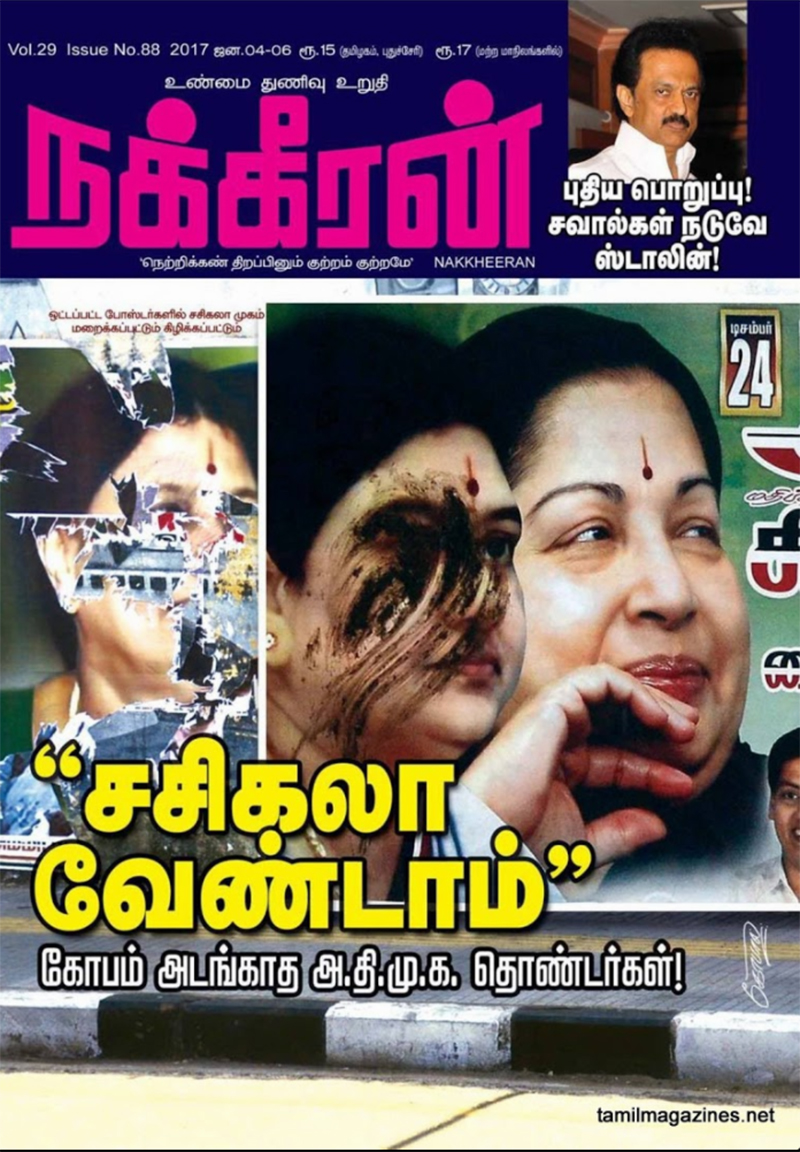 Vol.29 Issue No.88 2017 ஜன.04-06 ரூ.15 (தமிழகம், புதுச்சேரி) ரூ.17 (மற்ற மாநிலங்களில்)
உண்மை துணிவு உறுதி
நக்கீரன்
'நெற்றிக்கண் திறப்பினும் குற்றம் குற்றமே' NAKKHEERAN
புதிய பொறுப்பு!
சவால்கள் நடுவே
ஸ்டாலின்!
ஒட்டப்பட்ட போஸ்டர்களில் சசிகலா முகம்
மறைக்கப்பட்டும் கிழிக்கப்பட்டும்
டிசம்பர்
24
"சசிகலா
வேண்டாம்"
கோபம் அடங்காத அ.தி.மு.க. தொண்டர்கள்!
tamilmagazines.net